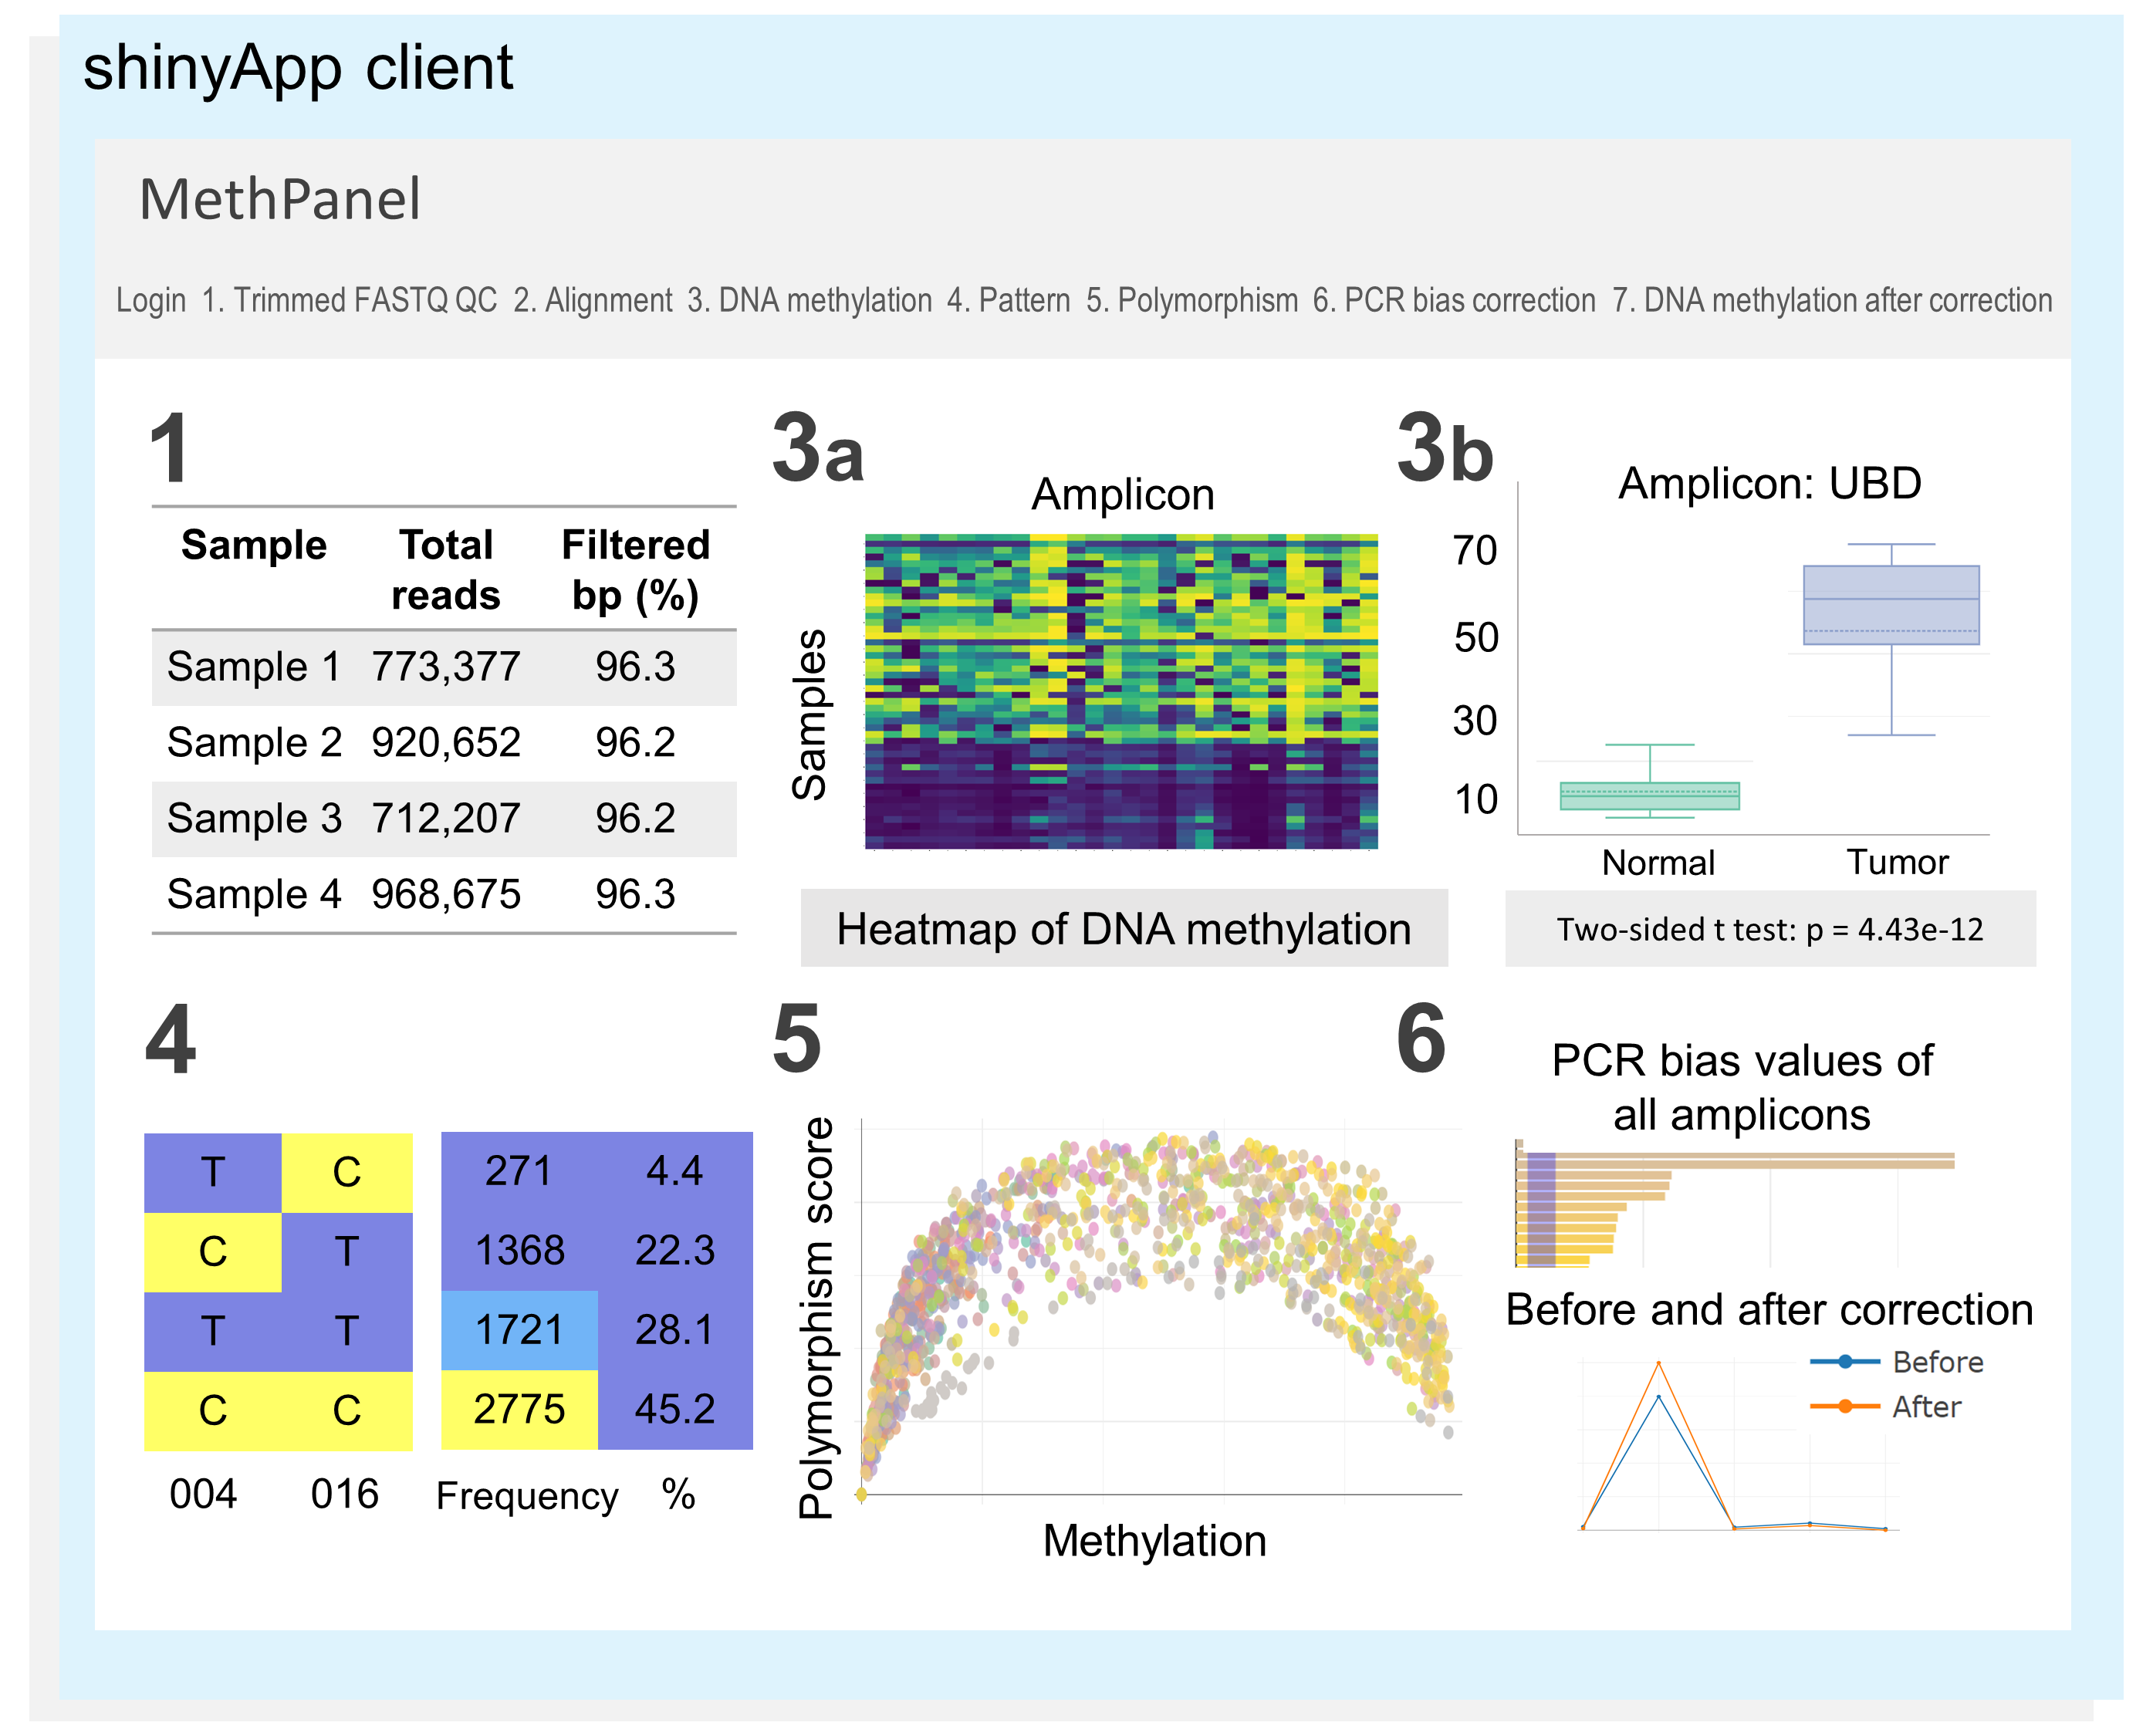 shinyApp client
MethPanel
Login 1. Trimmed FASTQ QC 2. Alignment 3. DNA methylation 4. Pattern 5. Polymorphism 6. PCR bias correction 7. DNA methylation after correction
1
Sample Total reads Filtered bp (%)
Sample 1 773,377 96.3
Sample 2 920,652 96.2
Sample 3 712,207 96.2
Sample 4 968,675 96.3
3a
Amplicon
Samples
Heatmap of DNA methylation
3b
Amplicon: UBD
70
50
30
10
Normal Tumor
Two-sided t test: p = 4.43e-12
4
T C 271 4.4
C T 1368 22.3
T T 1721 28.1
C C 2775 45.2
004 016 Frequency %
5
Polymorphism score
Methylation
6
PCR bias values of
all amplicons
Before and after correction
Before
After